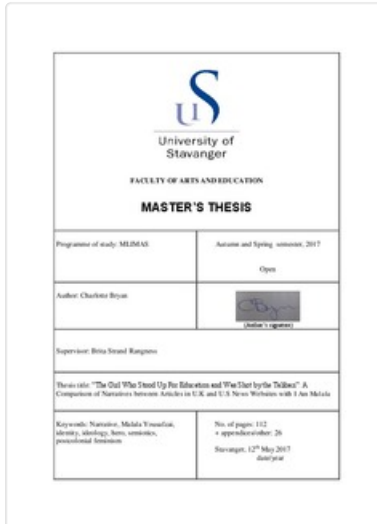 US
University of
Stavanger
FACULTY OF ARTS AND EDUCATION
MASTER'S THESIS
Programme of study: MLIMAS
Autumn and Spring semester, 2017
Open
Author: Charlotte Bryan
(Author's signature)
Supervisor: Brita Strand Rangnes
Thesis title: "The Girl Who Stood Up For Education and Was Shot by the Taliban": A
Comparison of Narratives between Articles in U.K and U.S News Websites with I Am Malala
Keywords: Narrative, Malala Yousafzai,
identity, ideology, hero, semiotics,
postcolonial feminism
No. of pages: 112
+ appendices/other: 26
Stavanger, 12th May 2017
date/year